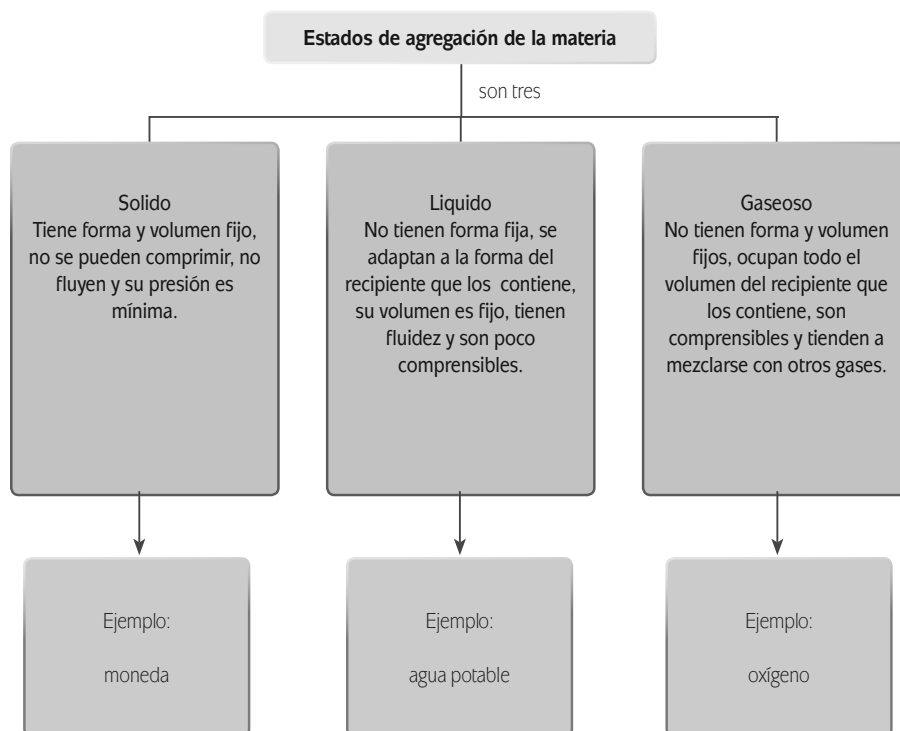 Estados de agregación de la materia
son tres
Solido
Tiene forma y volumen fijo,
no se pueden comprimir, no
fluyen y su presión es
mínima.
Liquido
No tienen forma fija, se
adaptan a la forma del
recipiente que los contiene,
su volumen es fijo, tienen
fluidez y son poco
comprensibles.
Gaseoso
No tienen forma y volumen
fijos, ocupan todo el
volumen del recipiente que
los contiene, son
comprensibles y tienden a
mezclarse con otros gases.
Ejemplo:
moneda
Ejemplo:
agua potable
Ejemplo:
oxígeno